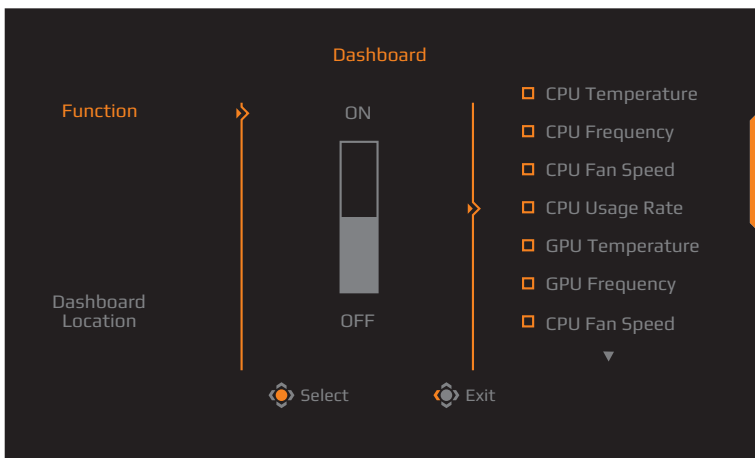 Dashboard
Function
ON
CPU Temperature
CPU Frequency
CPU Fan Speed
CPU Usage Rate
GPU Temperature
GPU Frequency
CPU Fan Speed
Dashboard
Location
OFF
Select
Exit